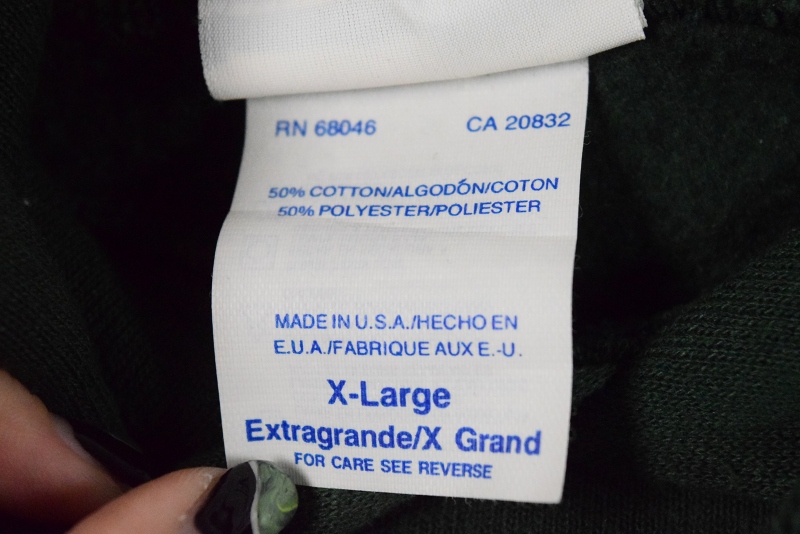 RN 68046 CA 20832
50% COTTON/ALGODÓN/COTON
50% POLYESTER/POLIESTER
MADE IN U.S.A./HECHO EN
E.U.A./FABRIQUE AUX E.-U.
X-Large
Extragrande/X Grand
FOR CARE SEE REVERSE